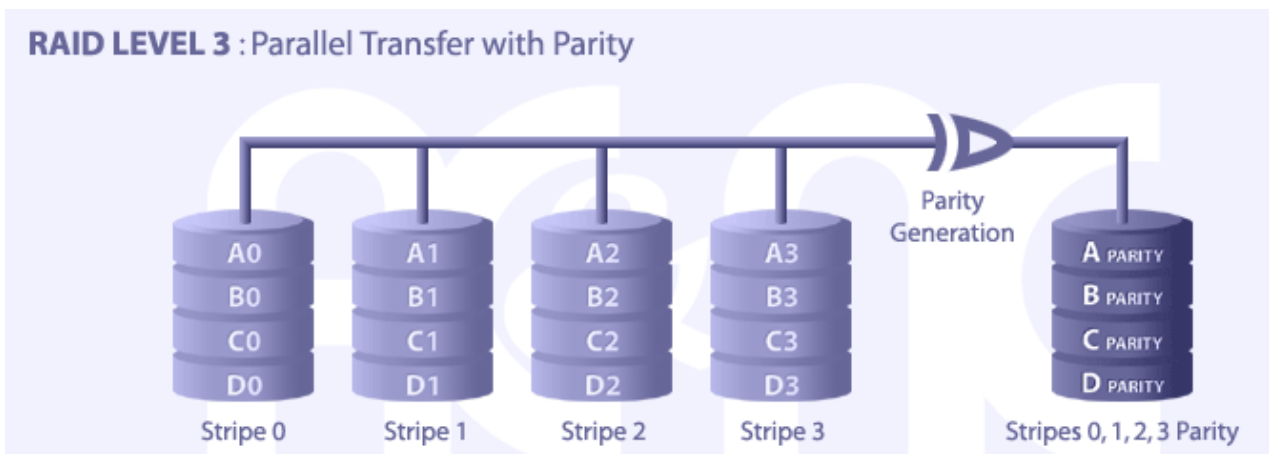 RAID LEVEL 3 : Parallel Transfer with Parity
Parity
Generation
A0 A1 A2 A3 A PARITY
B0 B1 B2 B3 B PARITY
C0 C1 C2 C3 C PARITY
D0 D1 D2 D3 D PARITY
Stripe 0 Stripe 1 Stripe 2 Stripe 3 Stripes 0, 1, 2, 3 Parity